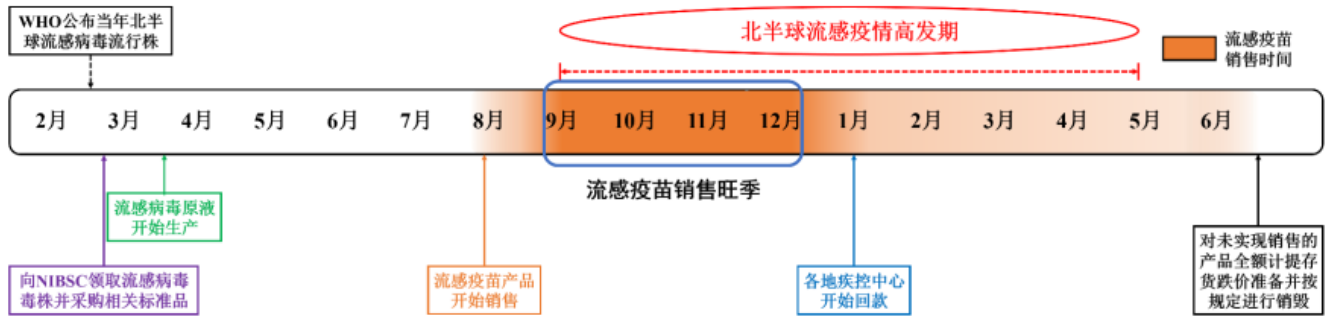 WHO公布当年北半
球流感病毒流行株
北半球流感疫情高发期
流感疫苗
销售时间
2月 3月 4月 5月 6月 7月 8月 9月 10月 11月 12月 1月 2月 3月 4月 5月 6月
流感疫苗销售旺季
流感病毒原液
开始生产
向NIBSC领取流感病毒
毒株并采购相关标准品
流感疫苗产品
开始销售
各地疾控中心
开始回款
对未实现销售的
产品全额计提存
货跌价准备并按
规定进行销毁